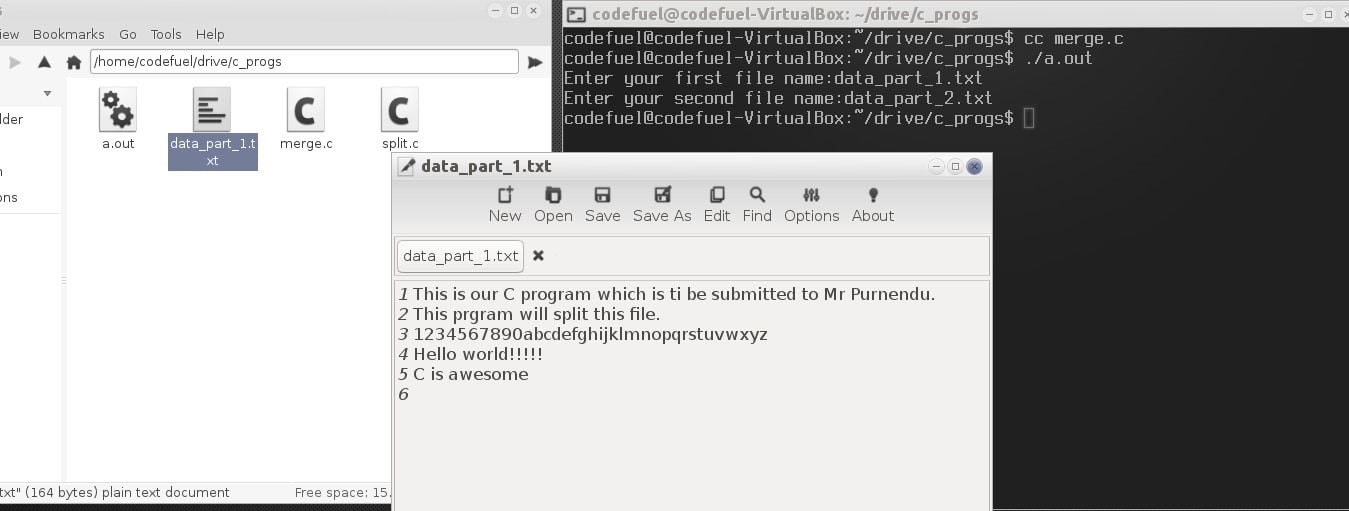 iew Bookmarks Go Tools Help
/home/codefuel/drive/c_progs
lder
ons
a.out
data_part_1.t
xt
merge.c
split.c
txt" (164 bytes) plain text document
Free space: 15.
codefuel@codefuel-VirtualBox: ~/drive/c_progs
codefuel@codefuel-VirtualBox:~/drive/c_progs$ cc merge.c
codefuel@codefuel-VirtualBox:~/drive/c_progs$ ./a.out
Enter your first file name:data_part_1.txt
Enter your second file name:data_part_2.txt
codefuel@codefuel-VirtualBox:~/drive/c_progs$
data_part_1.txt
New Open Save Save As Edit Find Options About
data_part_1.txt
1 This is our C program which is ti be submitted to Mr Purnendu.
2 This prgram will split this file.
3 1234567890abcdefghijklmnopqrstuvwxyz
4 Hello world!!!!!
5 C is awesome
6